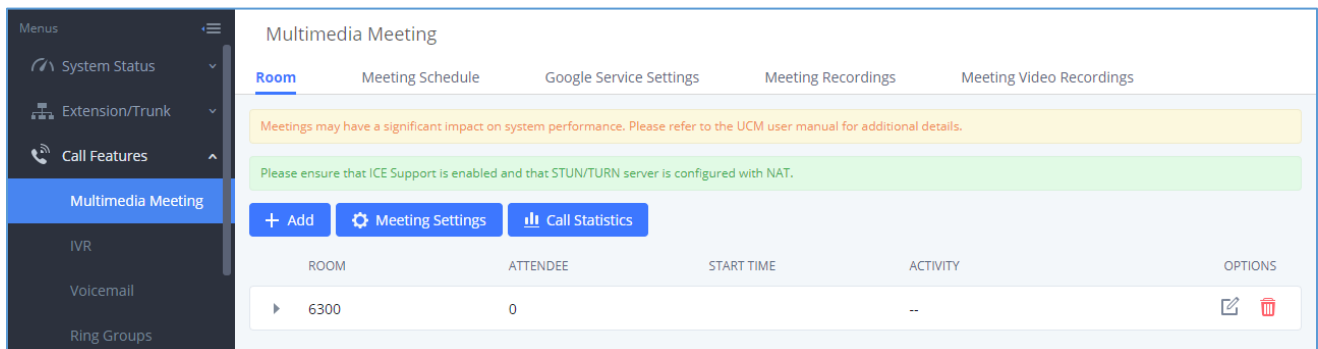 Menus
System Status
Extension/Trunk
Call Features
Multimedia Meeting
IVR
Voicemail
Ring Groups
Multimedia Meeting
Room Meeting Schedule Google Service Settings Meeting Recordings Meeting Video Recordings
Meetings may have a significant impact on system performance. Please refer to the UCM user manual for additional details.
Please ensure that ICE Support is enabled and that STUN/TURN server is configured with NAT.
+ Add Meeting Settings Call Statistics
ROOM ATTENDEE START TIME ACTIVITY OPTIONS
6300 0 --